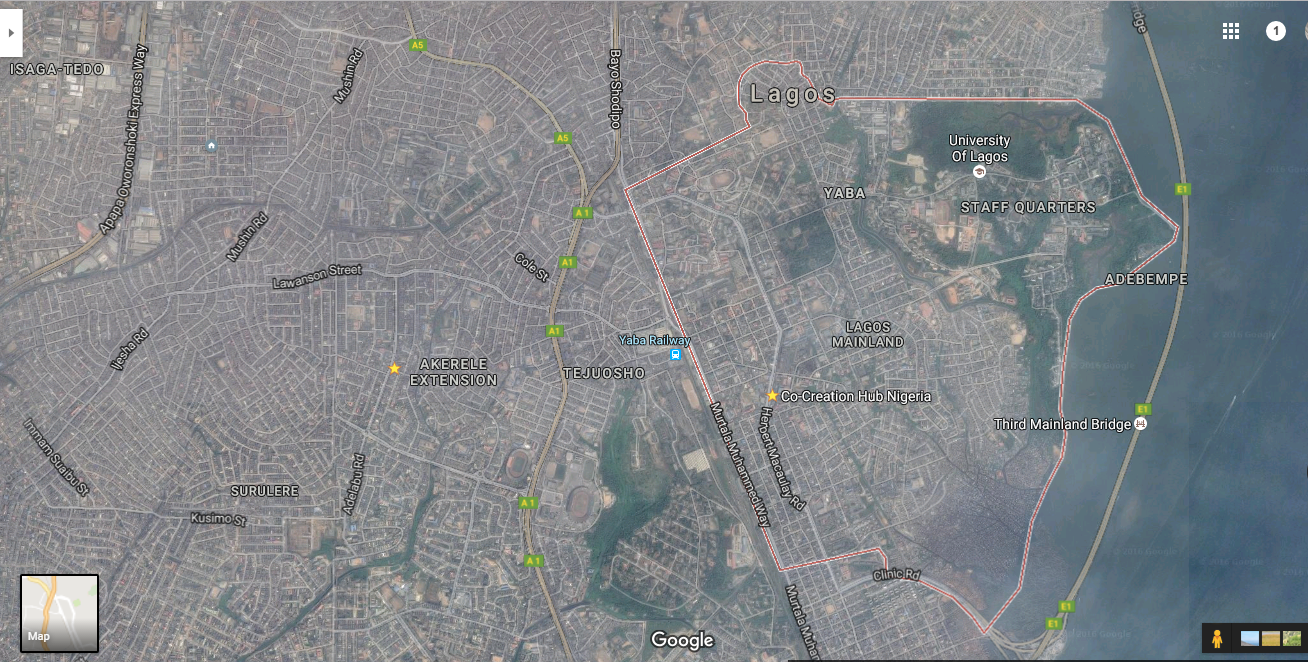 ISAGA-TEDO
Apapa Oworonshoki Express Way
Mushin Rd
A5
Bayo Shodipo
A5
Lagos
1
University
Of Lagos
YABA
STAFF QUARTERS
E1
A1
Mushin Rd
Lawanson Street
Cole St
A1
ADEBEMPE
A1
Ijesha Rd
Yaba Railway
LAGOS
MAINLAND
AKERELE
EXTENSION
TEJUOSHO
Co-Creation Hub Nigeria
E1
Third Mainland Bridge
Immam Suaibu St
Adelabu Rd
Murtala Muhammed Way
Herbert Macaulay Rd
SURULERE
Kusimo St
A1
A1
Clinic Rd
E1
E1
Map
Google